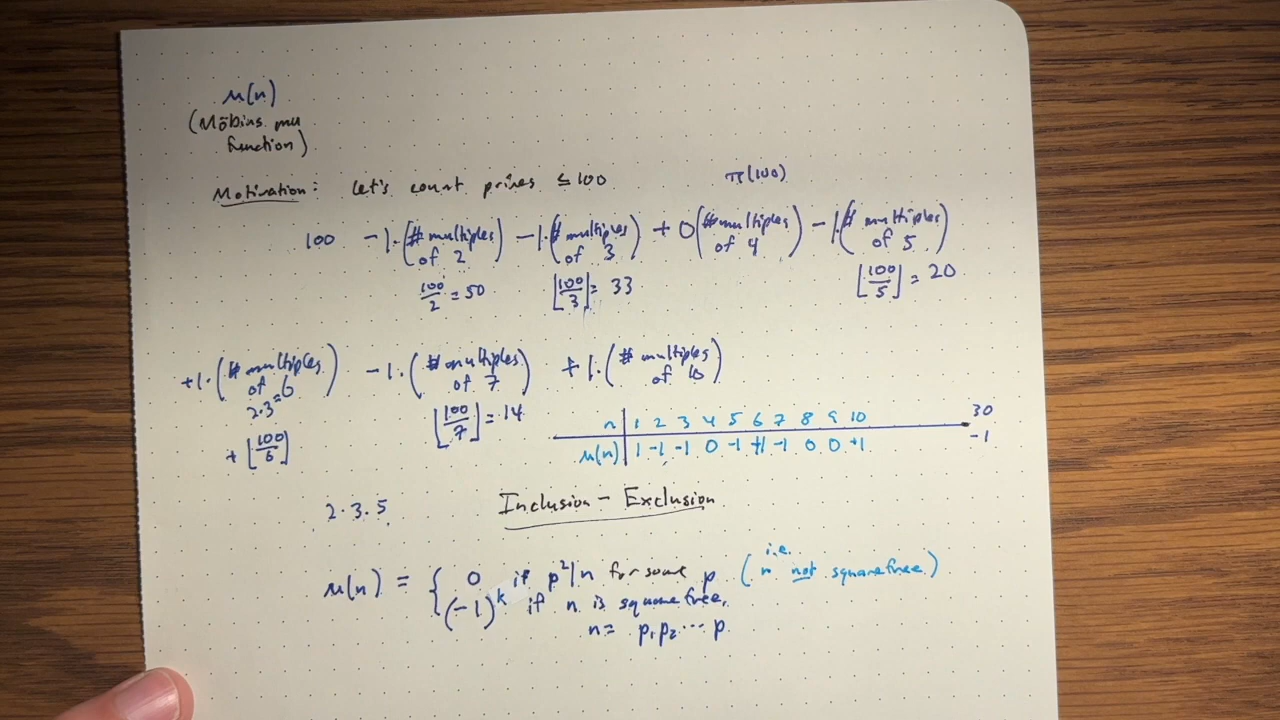 μ(n)
(Möbius mu
function)
Motivation: Let's count primes ≤ 100 π(100)
100 -1·(# multiples of 2) -1·(# multiples of 3) + 0(# multiples of 4) -1·(# multiples of 5)
100/2 = 50 ⌊100/3⌋ = 33 ⌊100/5⌋ = 20
+1·(# multiples of 6) -1·(# multiples of 7) +1·(# multiples of 10)
2·3=6
+ ⌊100/6⌋ ⌊100/7⌋ = 14
n | 1 2 3 4 5 6 7 8 9 10 30
μ(n) | 1 -1 -1 0 -1 +1 -1 0 0 +1 -1
2·3·5
Inclusion - Exclusion
i.e.
μ(n) = { 0 if p²|n for some p (n not squarefree)
(-1)^k if n is squarefree,
n = p₁p₂⋯p